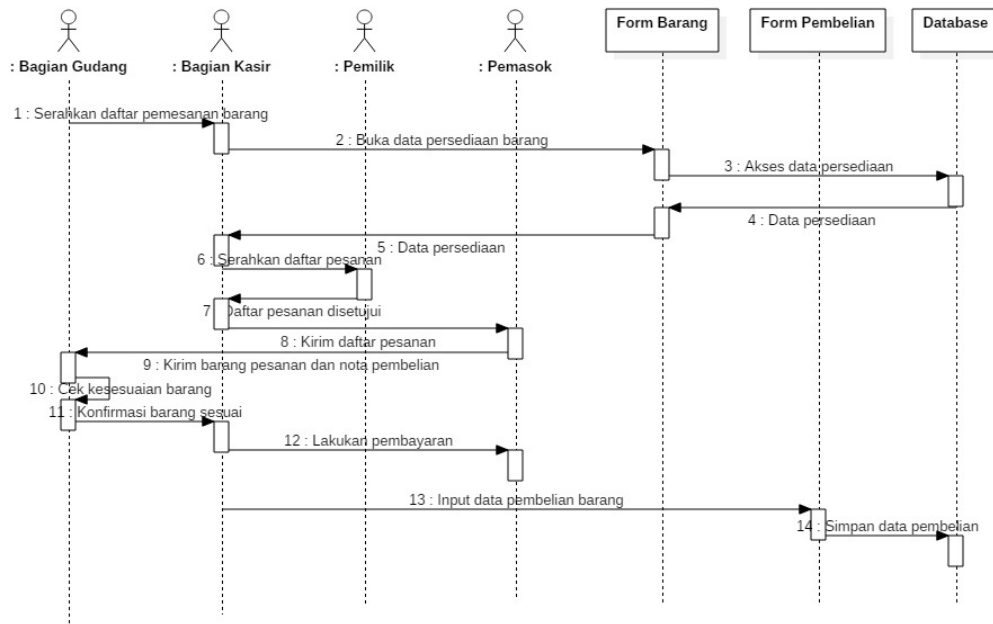 Form Barang
Form Pembelian
Database
: Bagian Gudang
: Bagian Kasir
: Pemilik
: Pemasok
1 : Serahkan daftar pemesanan barang
2 : Buka data persediaan barang
3 : Akses data persediaan
4 : Data persediaan
5 : Data persediaan
6 : Serahkan daftar pesanan
7 : Daftar pesanan disetujui
8 : Kirim daftar pesanan
9 : Kirim barang pesanan dan nota pembelian
10 : Cek kesesuaian barang
11 : Konfirmasi barang sesuai
12 : Lakukan pembayaran
13 : Input data pembelian barang
14 : Simpan data pembelian